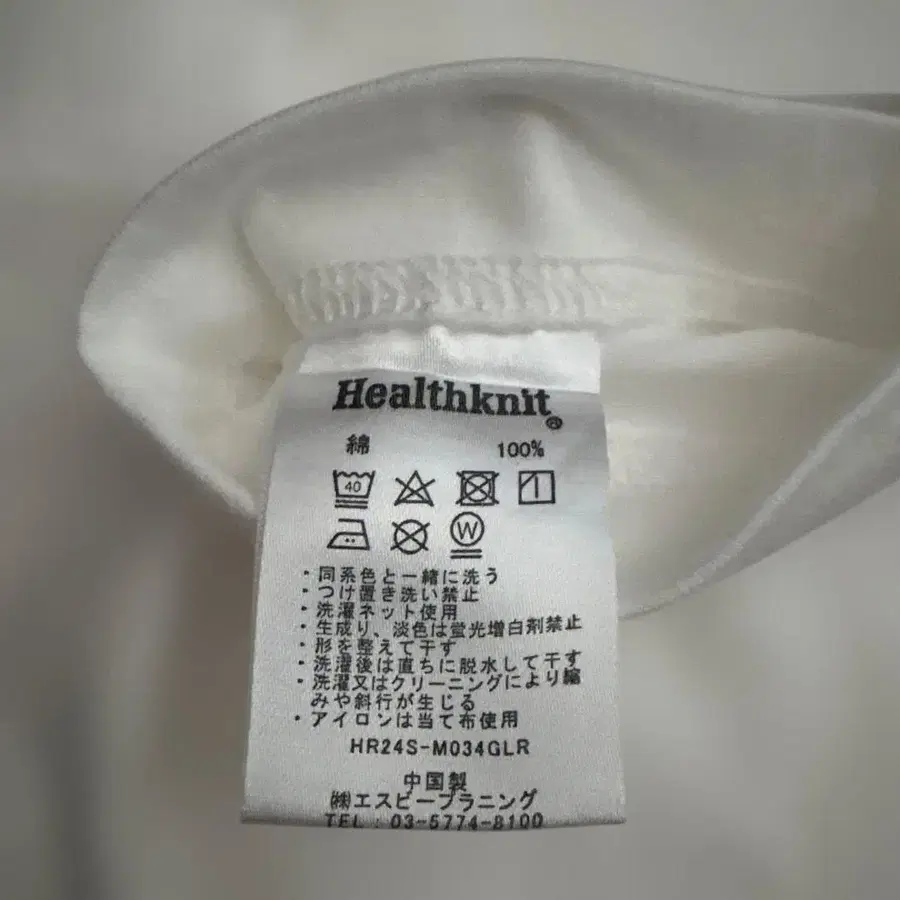 Healthknit®
綿 100%
40
W
・同系色と一緒に洗う
・つけ置き洗い禁止
・洗濯ネット使用
・生成り、淡色は蛍光増白剤禁止
・形を整えて干す
・洗濯後は直ちに脱水して干す
・洗濯又はクリーニングにより縮
みや斜行が生じる
・アイロンは当て布使用
HR24S-M034GLR
中国製
㈱エスビープラニング
TEL：03-5774-8100